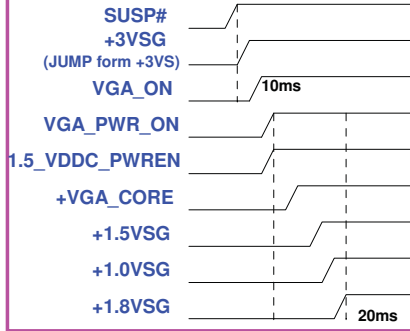 SUSP#
+3VSG
(JUMP form +3VS)
VGA_ON
10ms
VGA_PWR_ON
1.5_VDDC_PWREN
+VGA_CORE
+1.5VSG
+1.0VSG
+1.8VSG
20ms